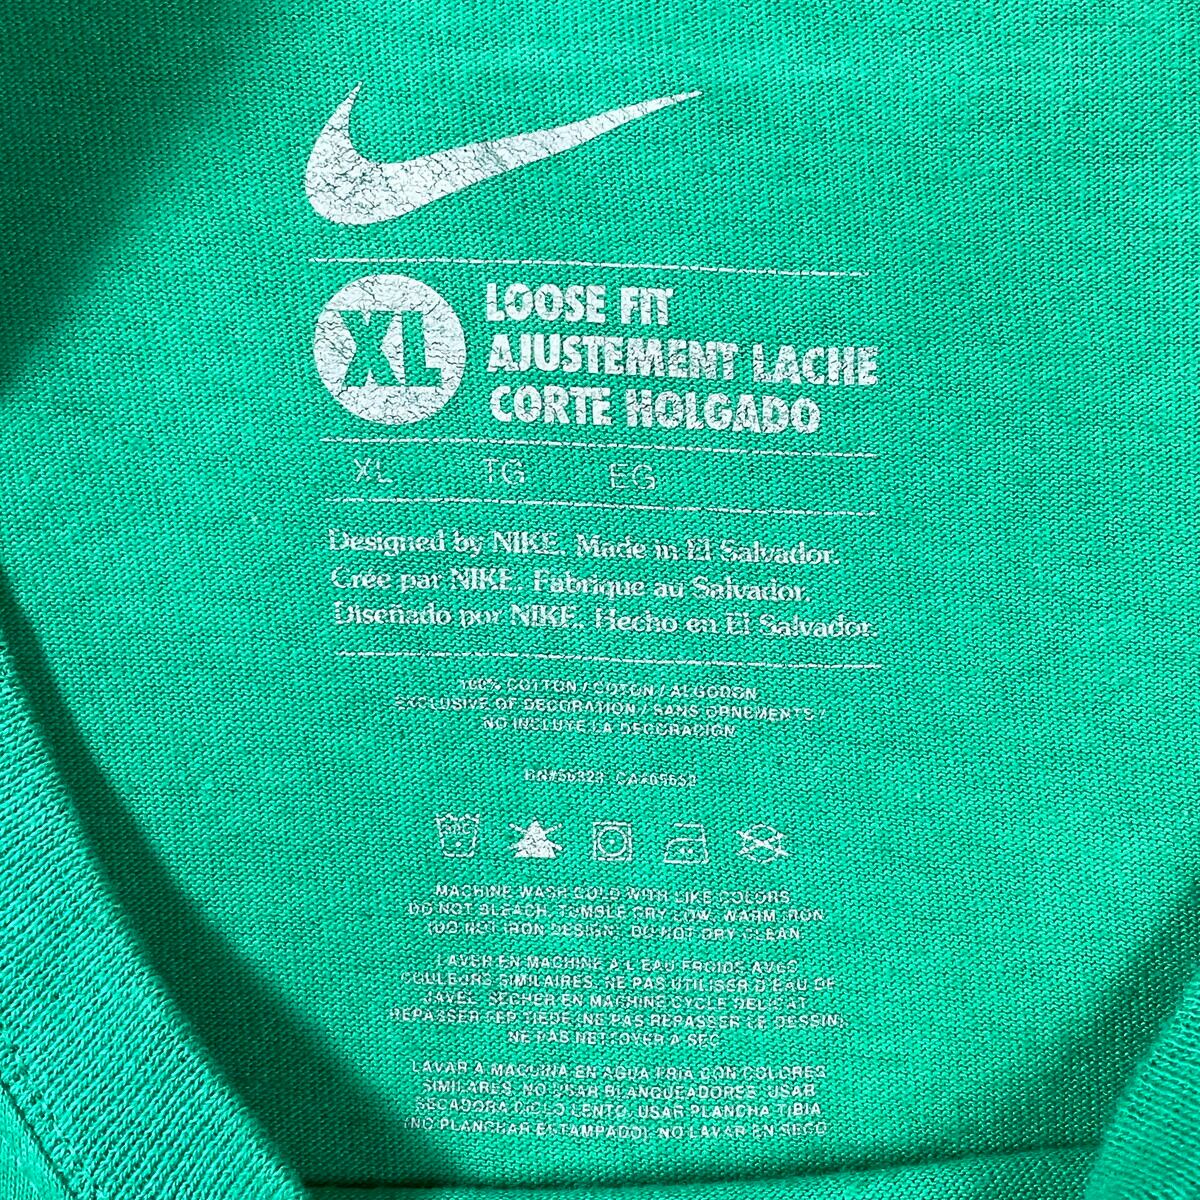 XL
LOOSE FIT
AJUSTEMENT LACHE
CORTE HOLGADO
XL TG EG
Designed by NIKE. Made in El Salvador.
Crée par NIKE. Fabrique au Salvador.
Diseñado por NIKE. Hecho en El Salvador.
100% COTTON / COTON / ALGODON
EXCLUSIVE OF DECORATION / SANS ORNEMENTS /
NO INCLUYE LA DECORACION
RN#56323 CA#05553
MACHINE WASH COLD WITH LIKE COLORS
DO NOT BLEACH, TUMBLE DRY LOW, WARM IRON
(DO NOT IRON DESIGN) DO NOT DRY CLEAN
LAVER EN MACHINE A L EAU FROIDE AVEC
COULEURS SIMILAIRES, NE PAS UTILISER D'EAU DE
JAVEL, SECHER EN MACHINE CYCLE DELICAT
REPASSER FER TIEDE (NE PAS REPASSER LE DESSIN)
NE PAS NETTOYER A SEC
LAVAR A MAQUINA EN AGUA FRIA CON COLORES
SIMILARES, NO USAR BLANQUEADORES, USAR
SECADORA CICLO LENTO, USAR PLANCHA TIBIA
(NO PLANCHAR ESTAMPADO), NO LAVAR EN SECO